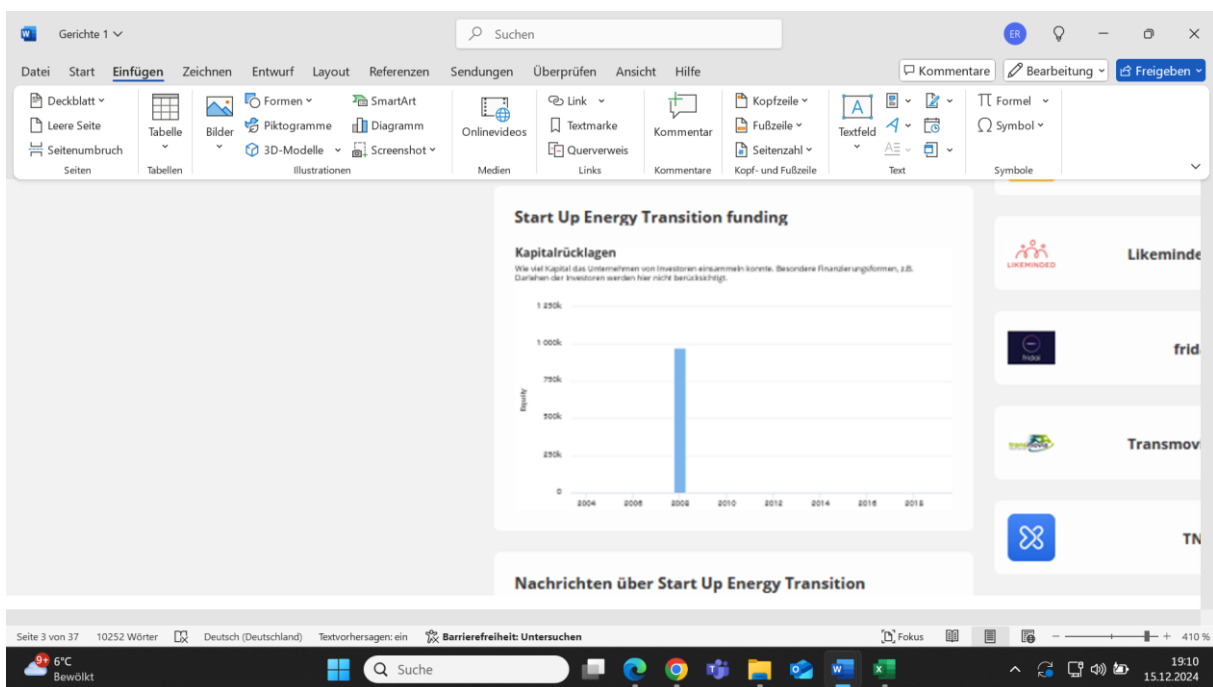 Gerichte 1
Suchen
ER
Datei Start Einfügen Zeichnen Entwurf Layout Referenzen Sendungen Überprüfen Ansicht Hilfe
Kommentare Bearbeitung Freigeben
Deckblatt
Leere Seite
Seitenumbruch
Seiten
Tabelle
Tabellen
Bilder
Formen
Piktogramme
3D-Modelle
SmartArt
Diagramm
Screenshot
Illustrationen
Onlinevideos
Medien
Link
Textmarke
Querverweis
Links
Kommentar
Kommentare
Kopfzeile
Fußzeile
Seitenzahl
Kopf- und Fußzeile
Textfeld
Text
Formel
Symbol
Symbole
Start Up Energy Transition funding
Kapitalrücklagen
Wie viel Kapital das Unternehmen von Investoren einsammeln konnte. Besondere Finanzierungsformen, z.B.
Darlehen der Investoren werden hier nicht berücksichtigt.
1 250k
1 000k
750k
500k
250k
0
Equity
2004 2006 2008 2010 2012 2014 2016 2018
Nachrichten über Start Up Energy Transition
LIKEMINDED
Likeminde
fridai
frid
transmovia
Transmov
TN
Seite 3 von 37 10252 Wörter Deutsch (Deutschland) Textvorhersagen: ein Barrierefreiheit: Untersuchen
Fokus
410 %
9+
6°C
Bewölkt
Suche
19:10
15.12.2024